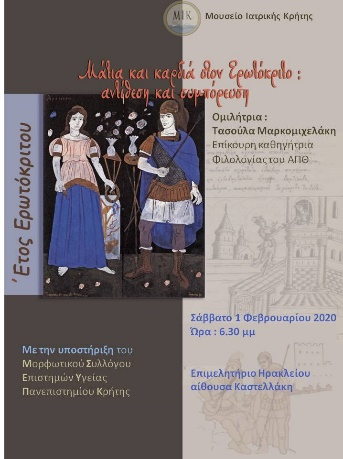 ΜΙΚ
Μουσείο Ιατρικής Κρήτης
Μάτια και καρδιά στον Ερωτόκριτο :
αντίθεση και συμπόρευση
Έτος Ερωτόκριτου
Ομιλήτρια :
Τασούλα Μαρκομιχελάκη
Επίκουρη καθηγήτρια
Φιλολογίας του ΑΠΘ
Σάββατο 1 Φεβρουαρίου 2020
Ώρα : 6.30 μμ
Με την υποστήριξη του
Μορφωτικού Συλλόγου
Επιστημών Υγείας
Πανεπιστημίου Κρήτης
Επιμελητήριο Ηρακλείου
αίθουσα Καστελλάκη